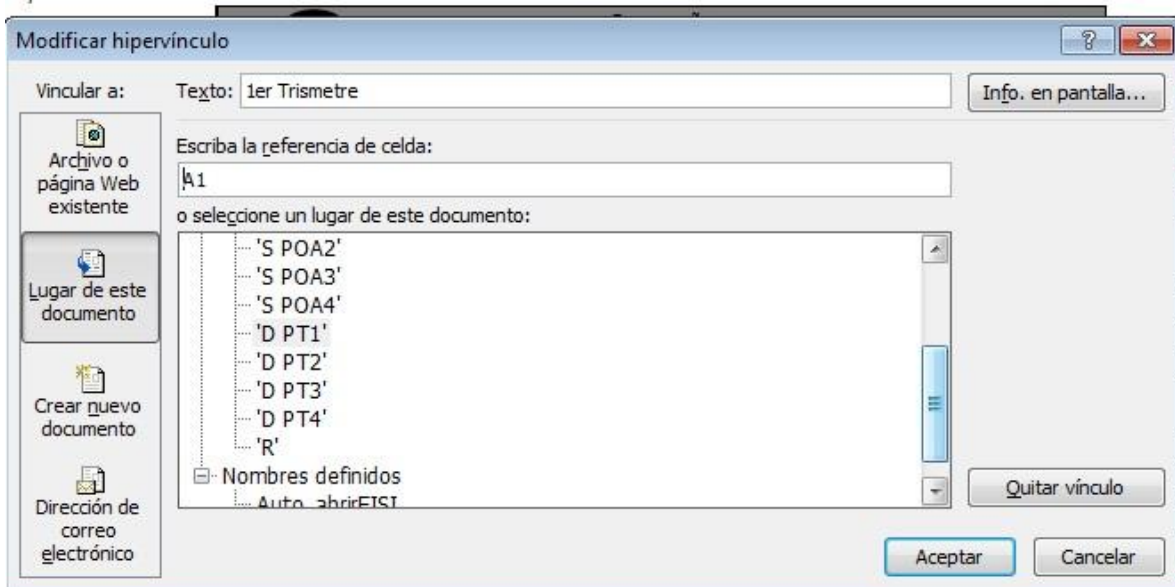 Modificar hipervínculo
Vincular a:
Texto: 1er Trismetre
Info. en pantalla...
Archivo o
página Web
existente
Lugar de este
documento
Crear nuevo
documento
Dirección de
correo
electrónico
Escriba la referencia de celda:
A1
o seleccione un lugar de este documento:
'S POA2'
'S POA3'
'S POA4'
'D PT1'
'D PT2'
'D PT3'
'D PT4'
'R'
Nombres definidos
Auto_abrirEISI
Quitar vínculo
Aceptar
Cancelar